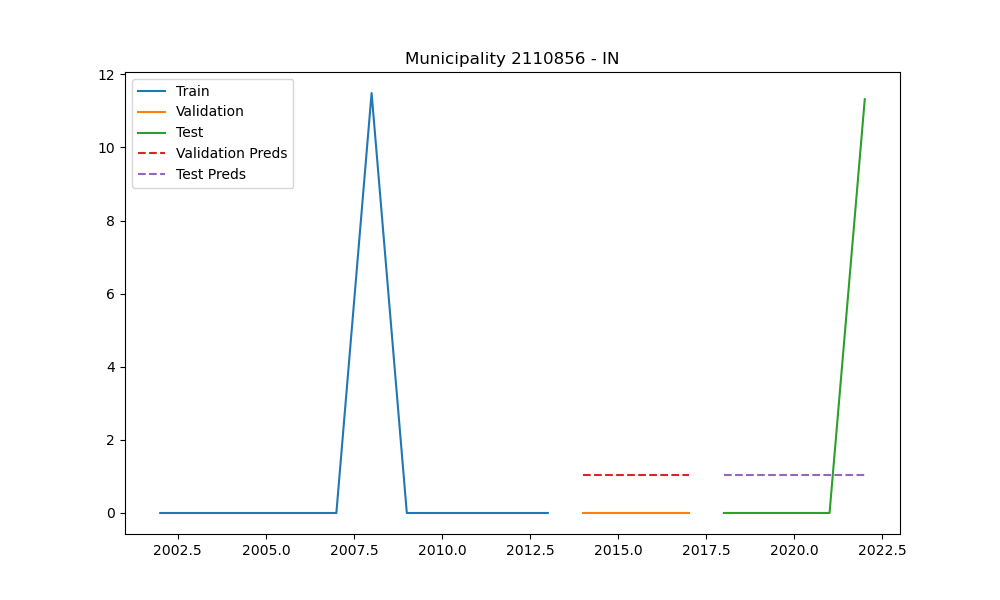 Municipality 2110856 - IN
12
10
8
6
4
2
0
Train
Validation
Test
Validation Preds
Test Preds
2002.5 2005.0 2007.5 2010.0 2012.5 2015.0 2017.5 2020.0 2022.5